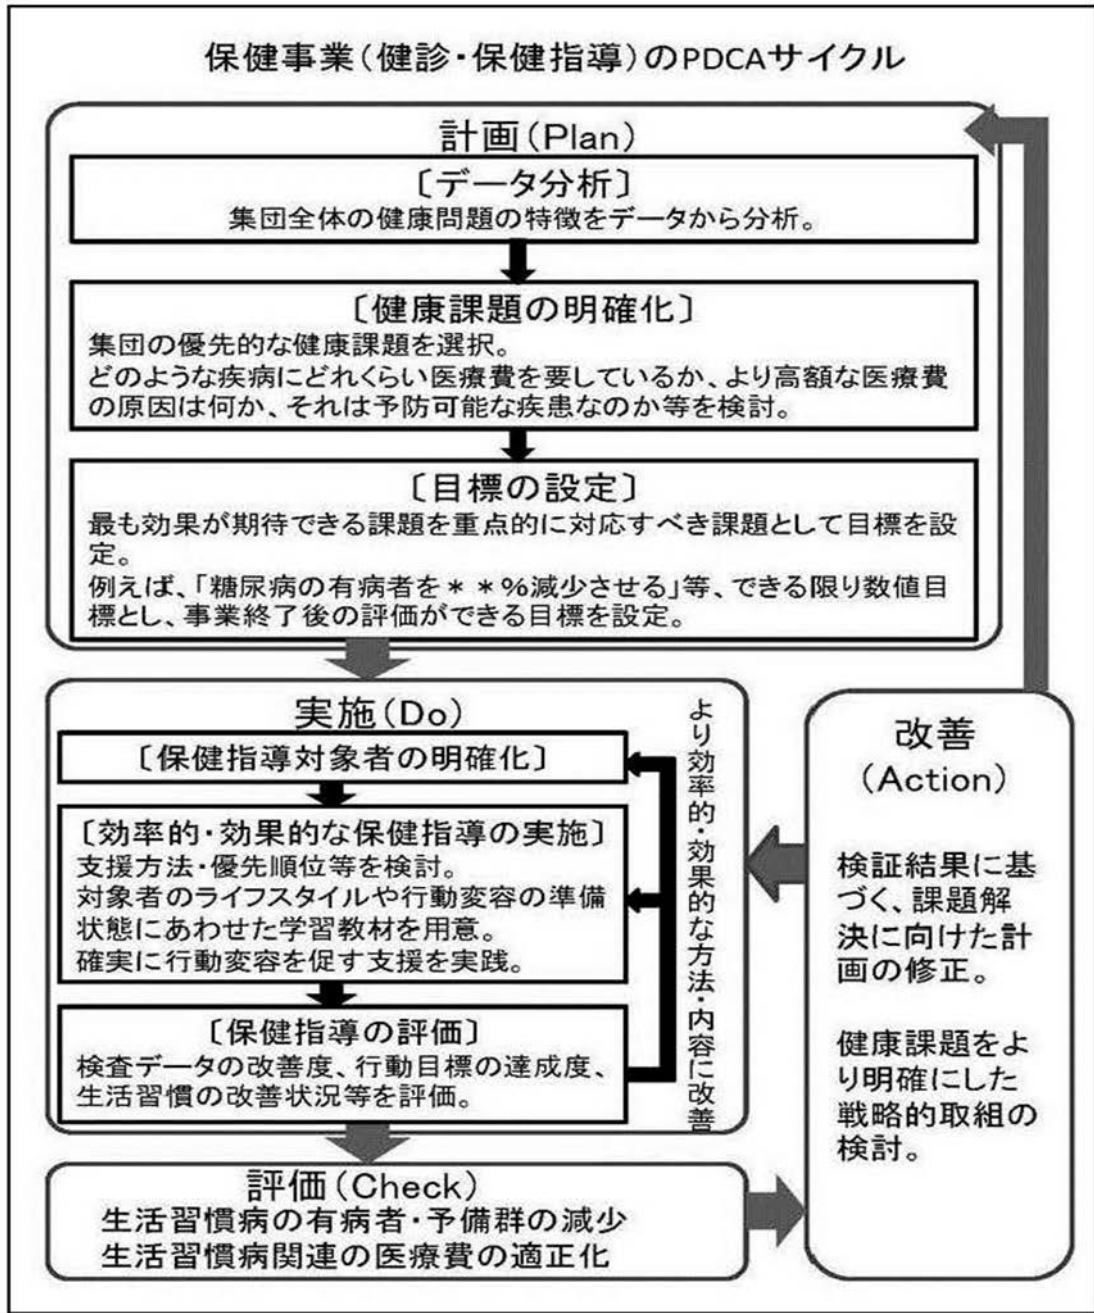 保健事業(健診・保健指導)のPDCAサイクル
計画(Plan)
〔データ分析〕
集団全体の健康問題の特徴をデータから分析。
〔健康課題の明確化〕
集団の優先的な健康課題を選択。
どのような疾病にどれくらい医療費を要しているか、より高額な医療費
の原因は何か、それは予防可能な疾患なのか等を検討。
〔目標の設定〕
最も効果が期待できる課題を重点的に対応すべき課題として目標を設
定。
例えば、「糖尿病の有病者を＊＊％減少させる」等、できる限り数値目
標とし、事業終了後の評価ができる目標を設定。
実施(Do)
〔保健指導対象者の明確化〕
〔効率的・効果的な保健指導の実施〕
支援方法・優先順位等を検討。
対象者のライフスタイルや行動変容の準備
状態にあわせた学習教材を用意。
確実に行動変容を促す支援を実践。
〔保健指導の評価〕
検査データの改善度、行動目標の達成度、
生活習慣の改善状況等を評価。
より効率的・効果的な方法・内容に改善
評価(Check)
生活習慣病の有病者・予備群の減少
生活習慣病関連の医療費の適正化
改善
(Action)
検証結果に基
づく、課題解
決に向けた計
画の修正。
健康課題をよ
り明確にした
戦略的取組の
検討。